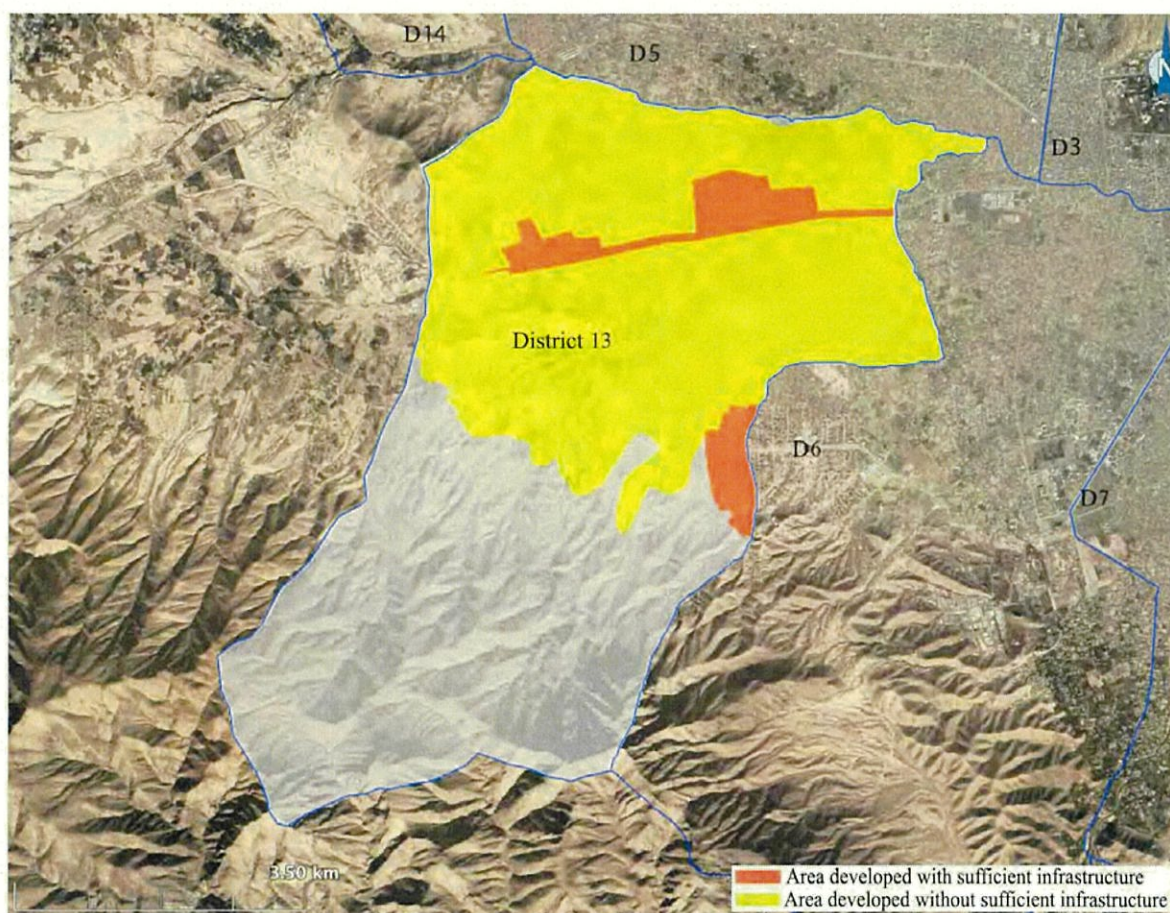 D14
D5
N
D3
District 13
D6
D7
3.50 km
Area developed with sufficient infrastructure
Area developed without sufficient infrastructure